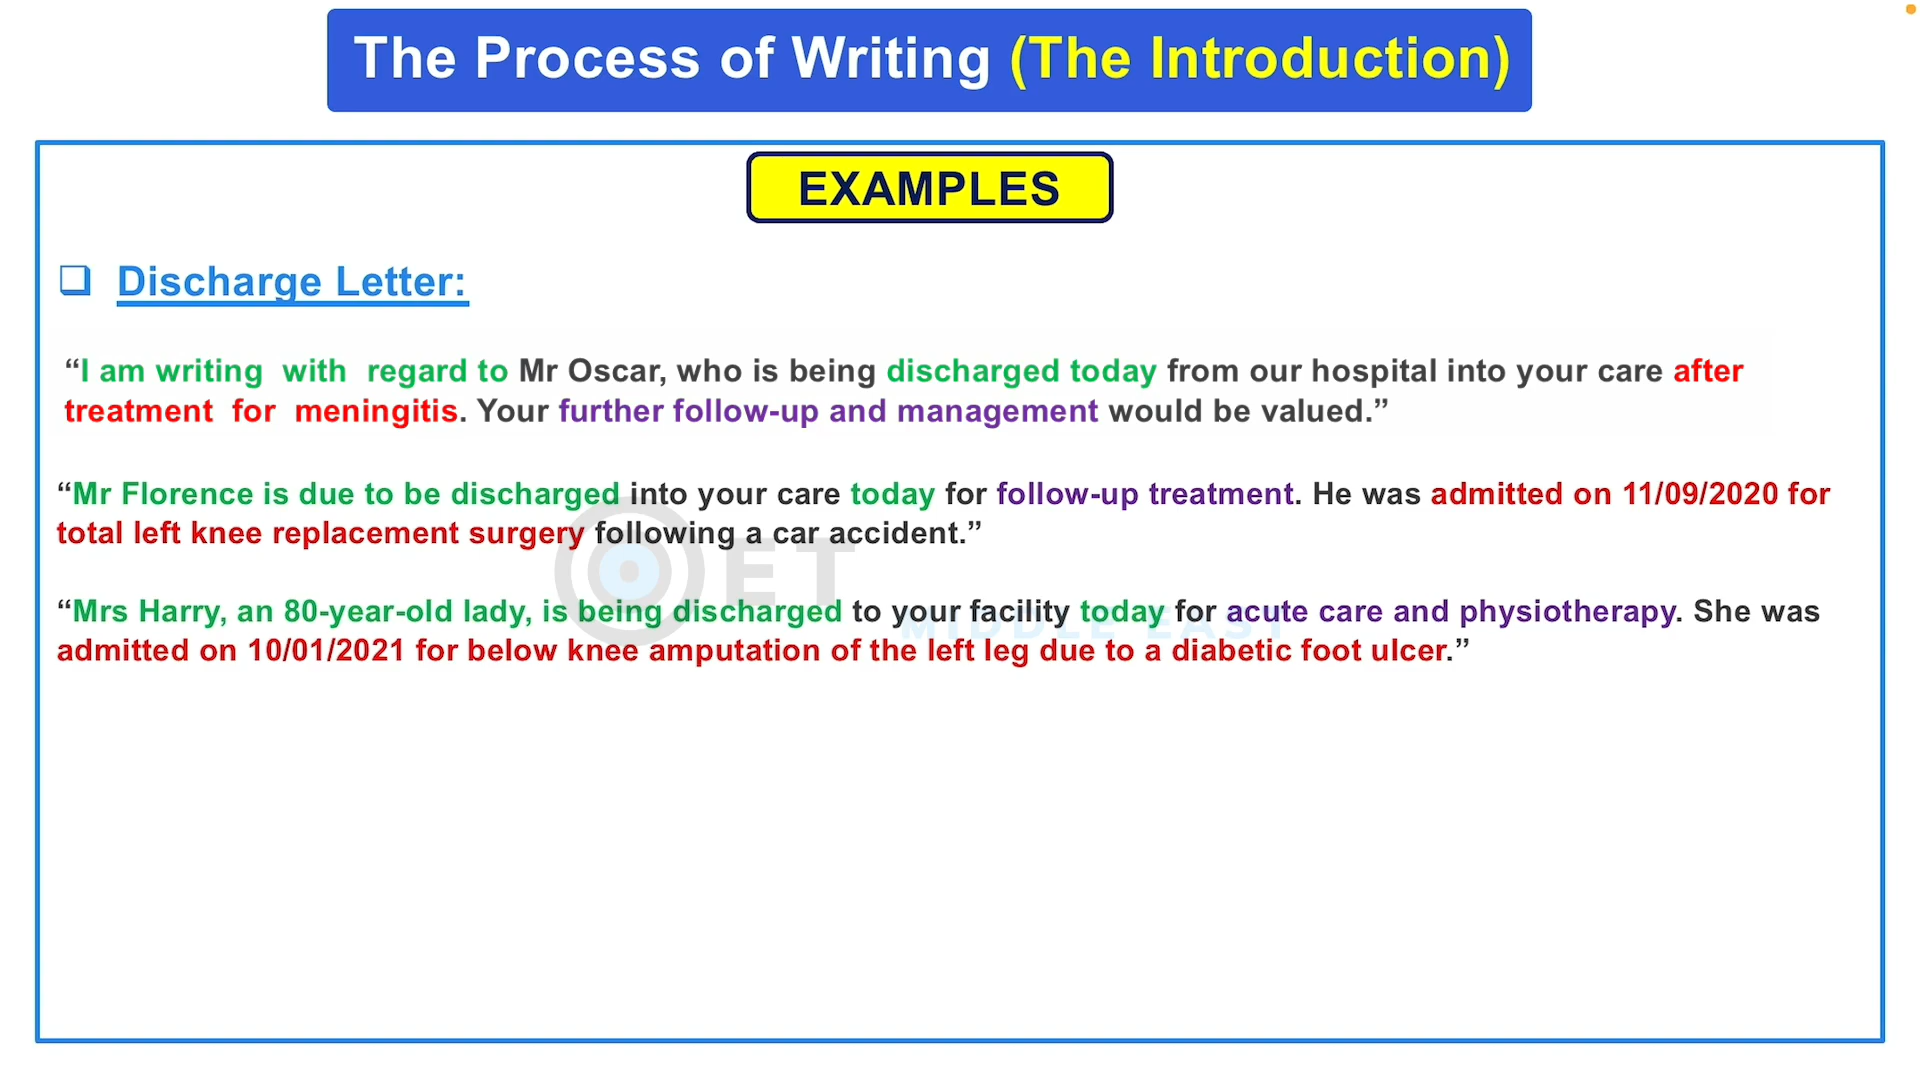 The Process of Writing (The Introduction)
EXAMPLES
Discharge Letter:
“I am writing with regard to Mr Oscar, who is being discharged today from our hospital into your care after
treatment for meningitis. Your further follow-up and management would be valued.”
“Mr Florence is due to be discharged into your care today for follow-up treatment. He was admitted on 11/09/2020 for
total left knee replacement surgery following a car accident.”
OET
“Mrs Harry, an 80-year-old lady, is being discharged to your facility today for acute care and physiotherapy. She was
MIDDLE EAST
admitted on 10/01/2021 for below knee amputation of the left leg due to a diabetic foot ulcer.”